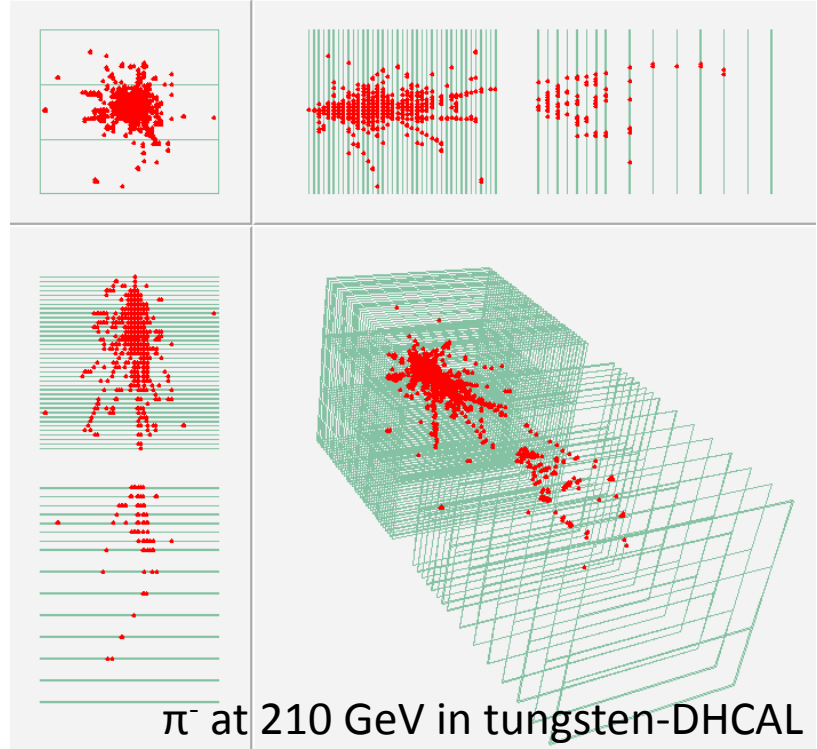 π⁻ at 210 GeV in tungsten-DHCAL